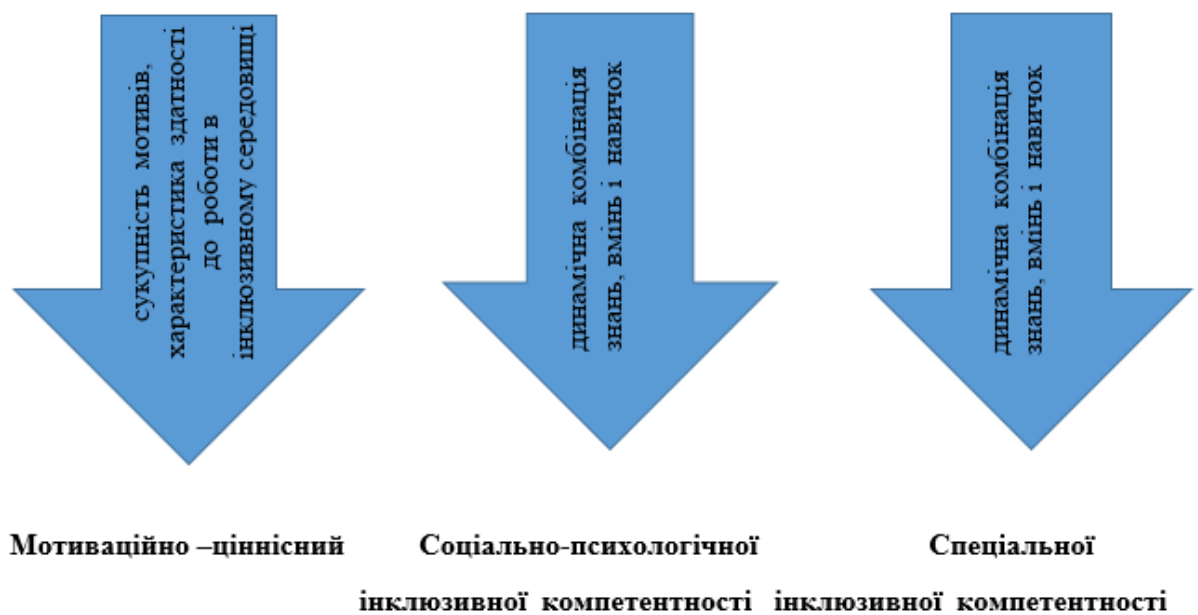 сукупність мотивів,
характеристика здатності
до роботи в
інклюзивному середовищі
динамічна комбінація
знань, вмінь і навичок
динамічна комбінація
знань, вмінь і навичок
Мотиваційно –ціннісний
Соціально-психологічної
інклюзивної компетентності
Спеціальної
інклюзивної компетентності